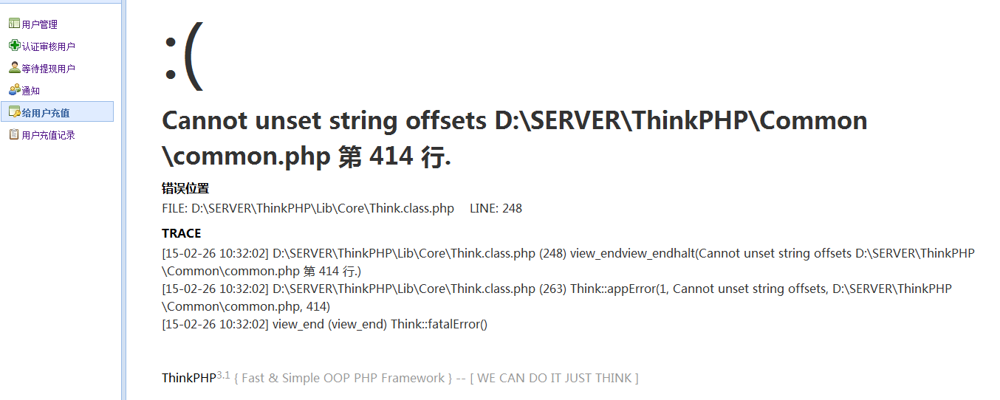 用户管理
认证审核用户
等待提现用户
通知
给用户充值
用户充值记录
:(
Cannot unset string offsets D:\SERVER\ThinkPHP\Common
\common.php 第 414 行.
错误位置
FILE: D:\SERVER\ThinkPHP\Lib\Core\Think.class.php LINE: 248
TRACE
[15-02-26 10:32:02] D:\SERVER\ThinkPHP\Lib\Core\Think.class.php (248) view_endview_endhalt(Cannot unset string offsets D:\SERVER\ThinkPHP
\Common\common.php 第 414 行.)
[15-02-26 10:32:02] D:\SERVER\ThinkPHP\Lib\Core\Think.class.php (263) Think::appError(1, Cannot unset string offsets, D:\SERVER\ThinkPHP
\Common\common.php, 414)
[15-02-26 10:32:02] view_end (view_end) Think::fatalError()
ThinkPHP3.1 { Fast & Simple OOP PHP Framework } -- [ WE CAN DO IT JUST THINK ]